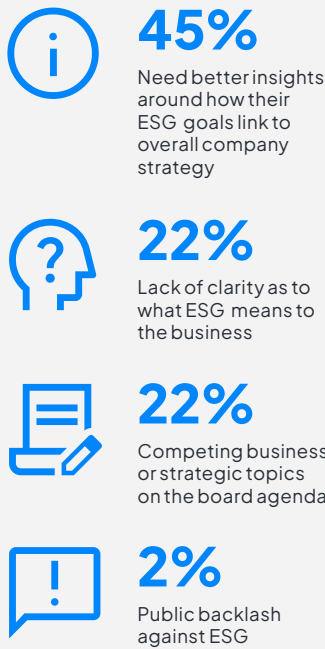 45%
Need better insights
around how their
ESG goals link to
overall company
strategy
22%
Lack of clarity as to
what ESG means to
the business
22%
Competing business
or strategic topics
on the board agenda
2%
Public backlash
against ESG